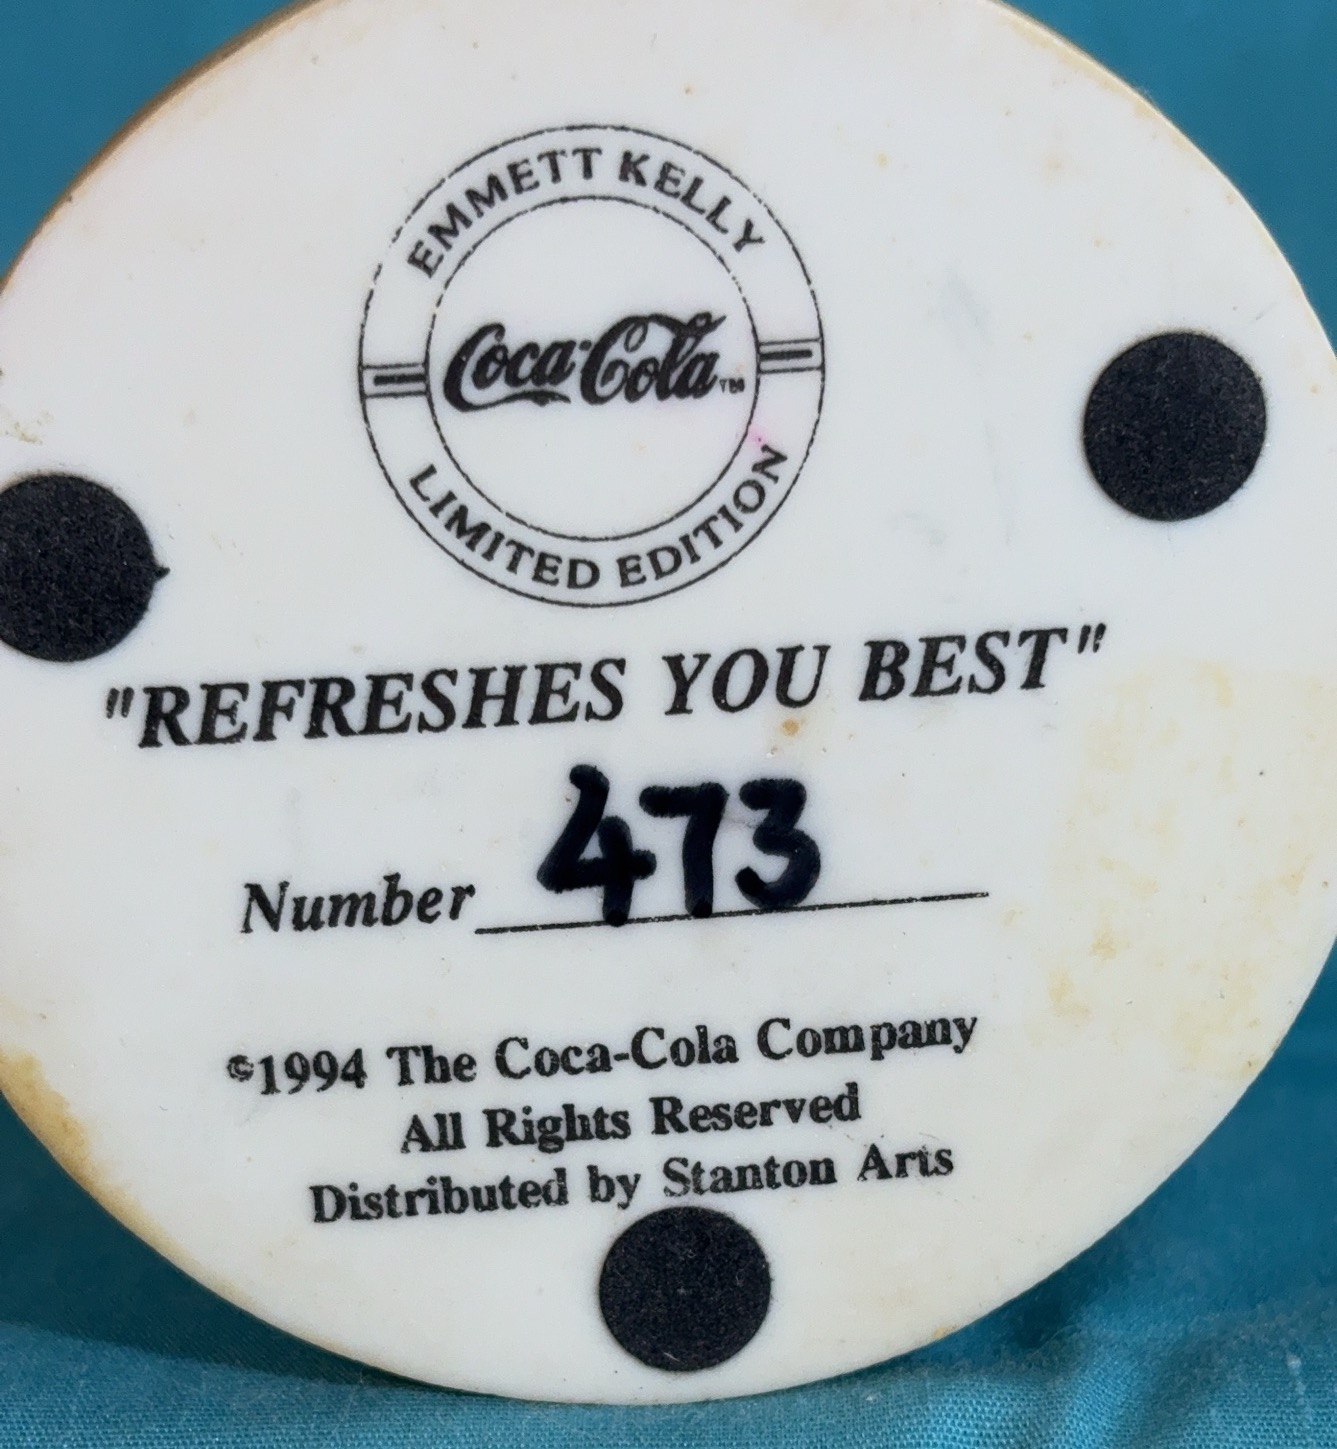 EMMETT KELLY
Coca-Cola™
LIMITED EDITION
"REFRESHES YOU BEST"
Number 473
©1994 The Coca-Cola Company
All Rights Reserved
Distributed by Stanton Arts